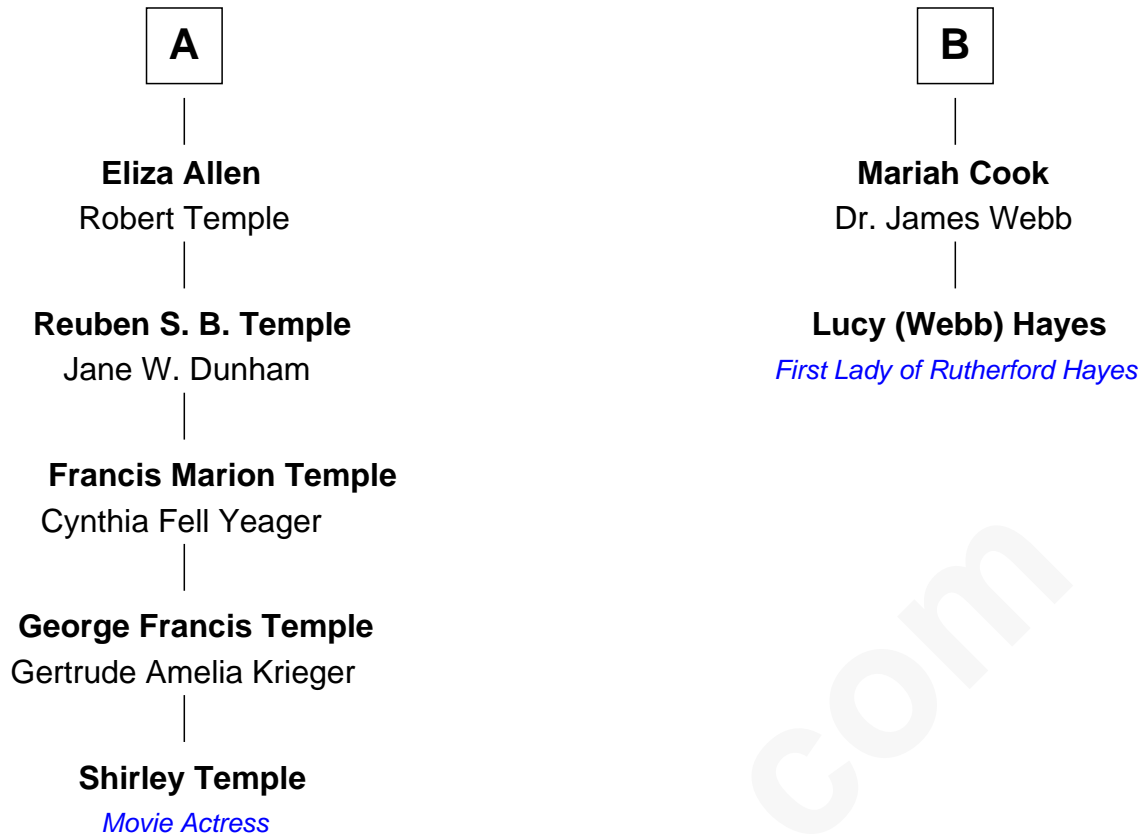 A
Eliza Allen
Robert Temple
Reuben S. B. Temple
Jane W. Dunham
Francis Marion Temple
Cynthia Fell Yeager
George Francis Temple
Gertrude Amelia Krieger
Shirley Temple
Movie Actress
B
Mariah Cook
Dr. James Webb
Lucy (Webb) Hayes
First Lady of Rutherford Hayes
com